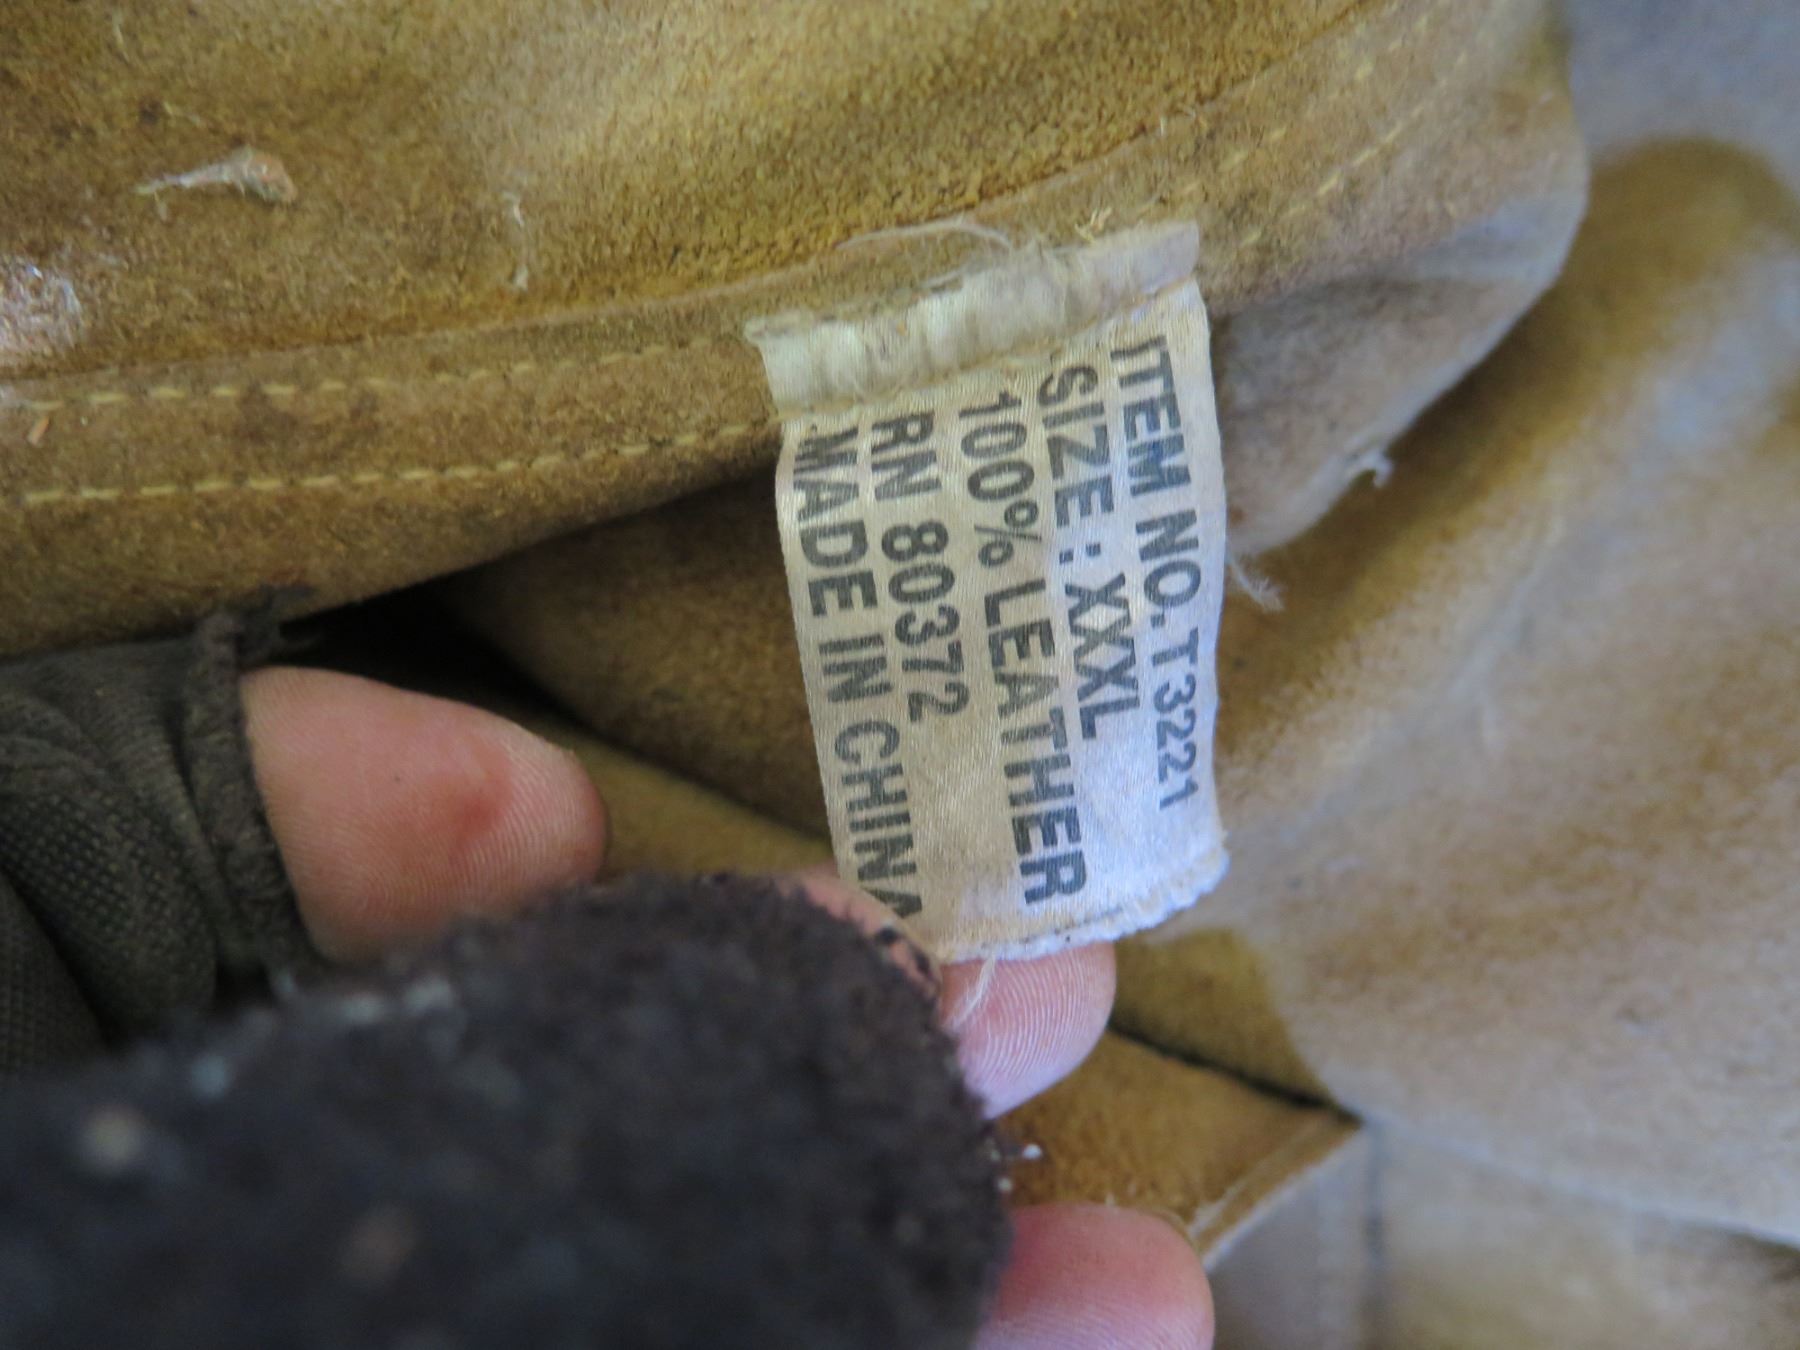 ITEM NO. T3221
SIZE : XXXL
100% LEATHER
RN 80372
MADE IN CHINA